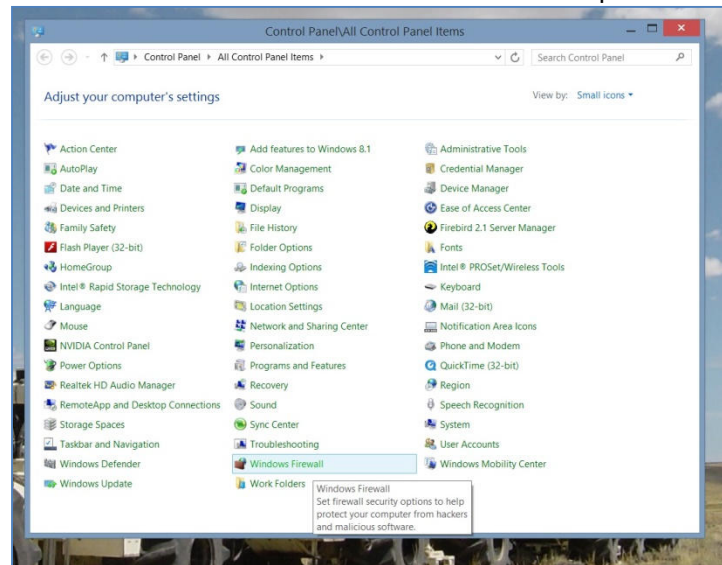 Control Panel\All Control Panel Items
Control Panel All Control Panel Items
Search Control Panel
Adjust your computer's settings
View by: Small icons
Action Center
Add features to Windows 8.1
Administrative Tools
AutoPlay
Color Management
Credential Manager
Date and Time
Default Programs
Device Manager
Devices and Printers
Display
Ease of Access Center
Family Safety
File History
Firebird 2.1 Server Manager
Flash Player (32-bit)
Folder Options
Fonts
HomeGroup
Indexing Options
Intel® PROSet/Wireless Tools
Intel® Rapid Storage Technology
Internet Options
Keyboard
Language
Location Settings
Mail (32-bit)
Mouse
Network and Sharing Center
Notification Area Icons
NVIDIA Control Panel
Personalization
Phone and Modem
Power Options
Programs and Features
QuickTime (32-bit)
Realtek HD Audio Manager
Recovery
Region
RemoteApp and Desktop Connections
Sound
Speech Recognition
Storage Spaces
Sync Center
System
Taskbar and Navigation
Troubleshooting
User Accounts
Windows Defender
Windows Firewall
Windows Mobility Center
Windows Update
Work Folders
Windows Firewall
Set firewall security options to help
protect your computer from hackers
and malicious software.